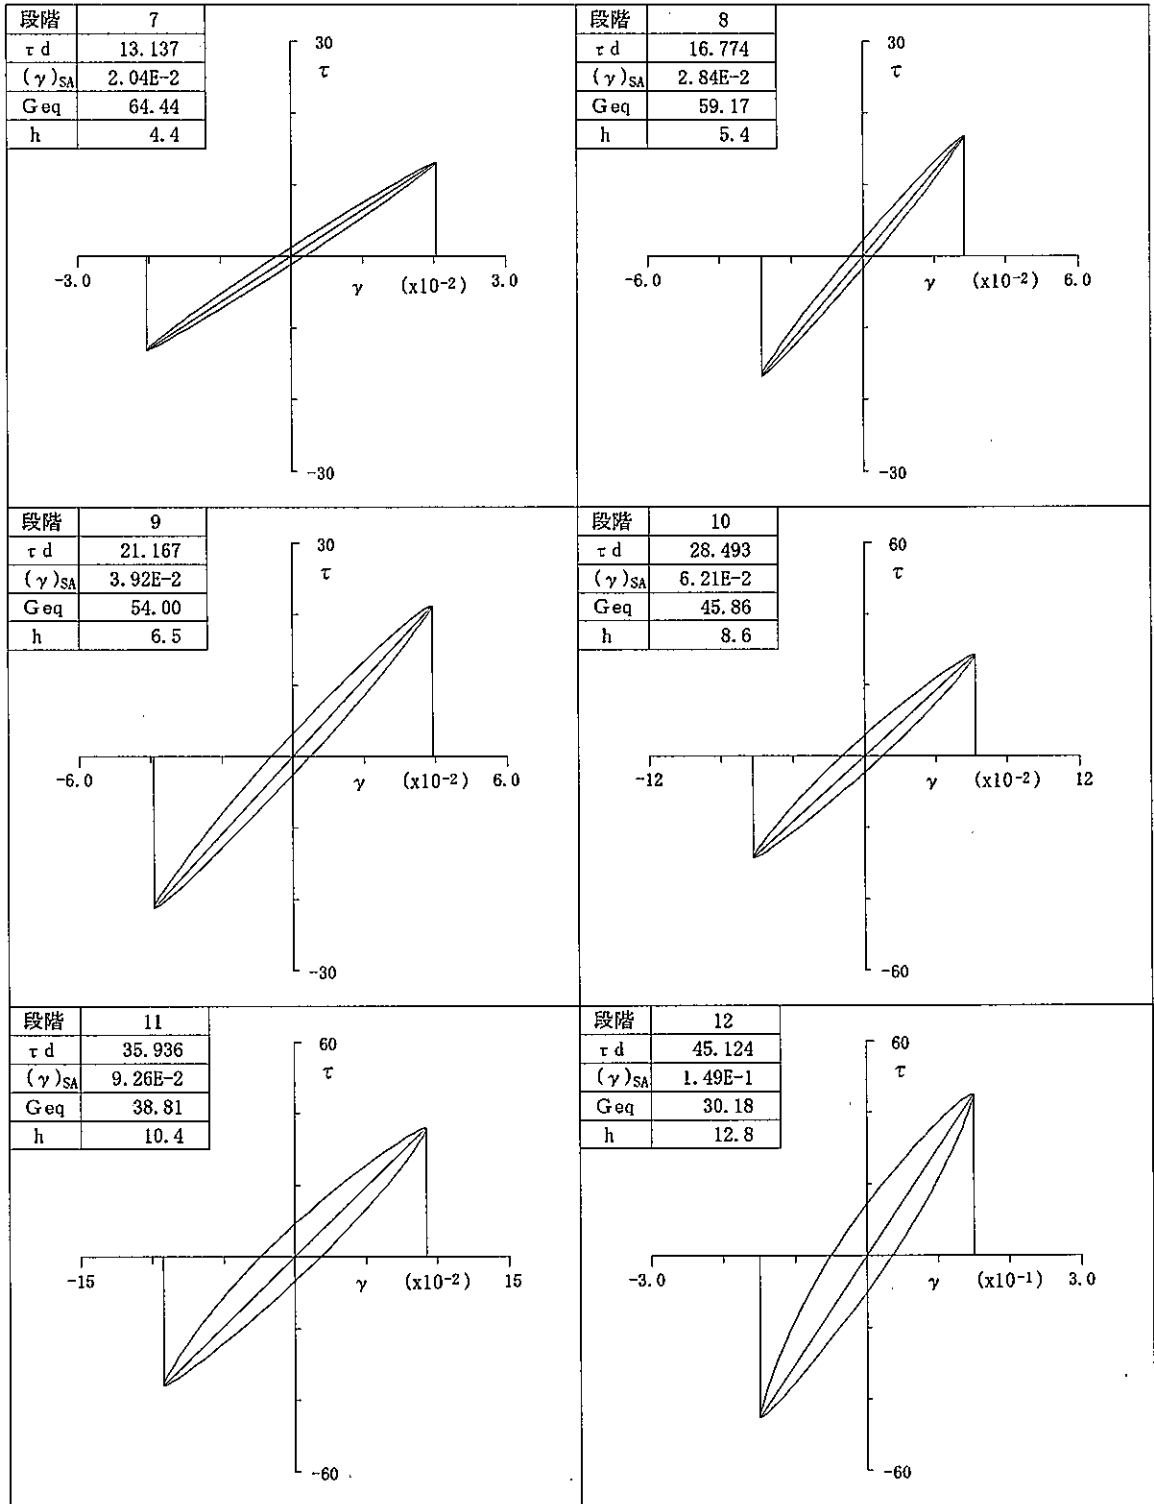 段階 7
τd 13.137
(γ)SA 2.04E-2
Geq 64.44
h 4.4
30
τ
-3.0 γ (x10-2) 3.0
-30
段階 8
τd 16.774
(γ)SA 2.84E-2
Geq 59.17
h 5.4
30
τ
-6.0 γ (x10-2) 6.0
-30
段階 9
τd 21.167
(γ)SA 3.92E-2
Geq 54.00
h 6.5
30
τ
-6.0 γ (x10-2) 6.0
-30
段階 10
τd 28.493
(γ)SA 6.21E-2
Geq 45.86
h 8.6
60
τ
-12 γ (x10-2) 12
-60
段階 11
τd 35.936
(γ)SA 9.26E-2
Geq 38.81
h 10.4
60
τ
-15 γ (x10-2) 15
-60
段階 12
τd 45.124
(γ)SA 1.49E-1
Geq 30.18
h 12.8
60
τ
-3.0 γ (x10-1) 3.0
-60